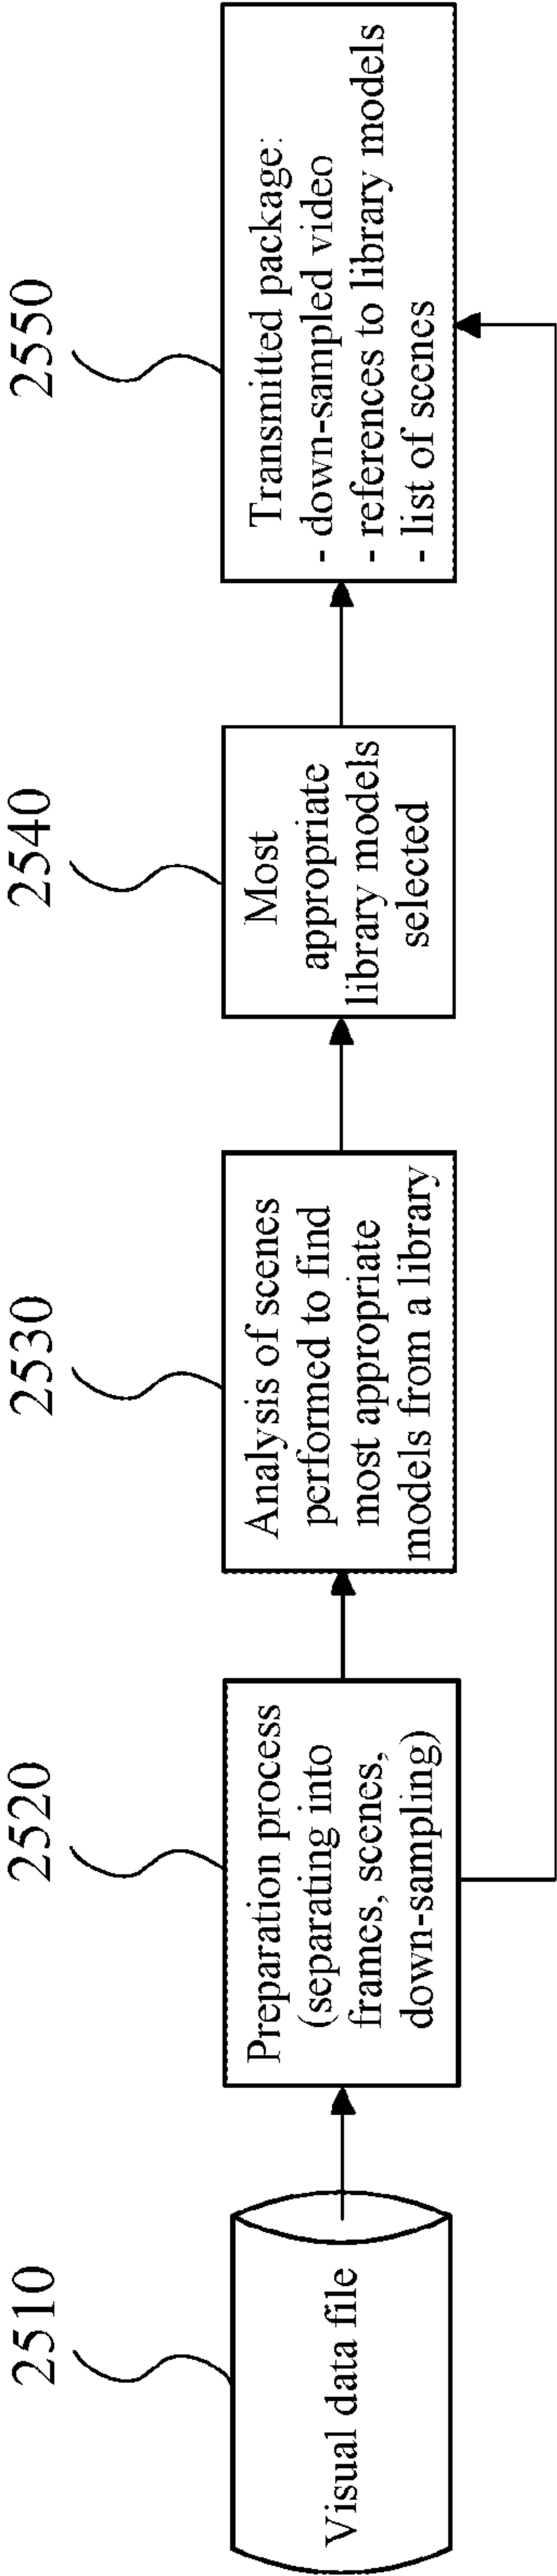 2510
Visual data file
2520
Preparation process
(separating into
frames, scenes,
down-sampling)
2530
Analysis of scenes
performed to find
most appropriate
models from a library
2540
Most
appropriate
library models
selected
2550
Transmitted package:
- down-sampled video
- references to library models
- list of scenes